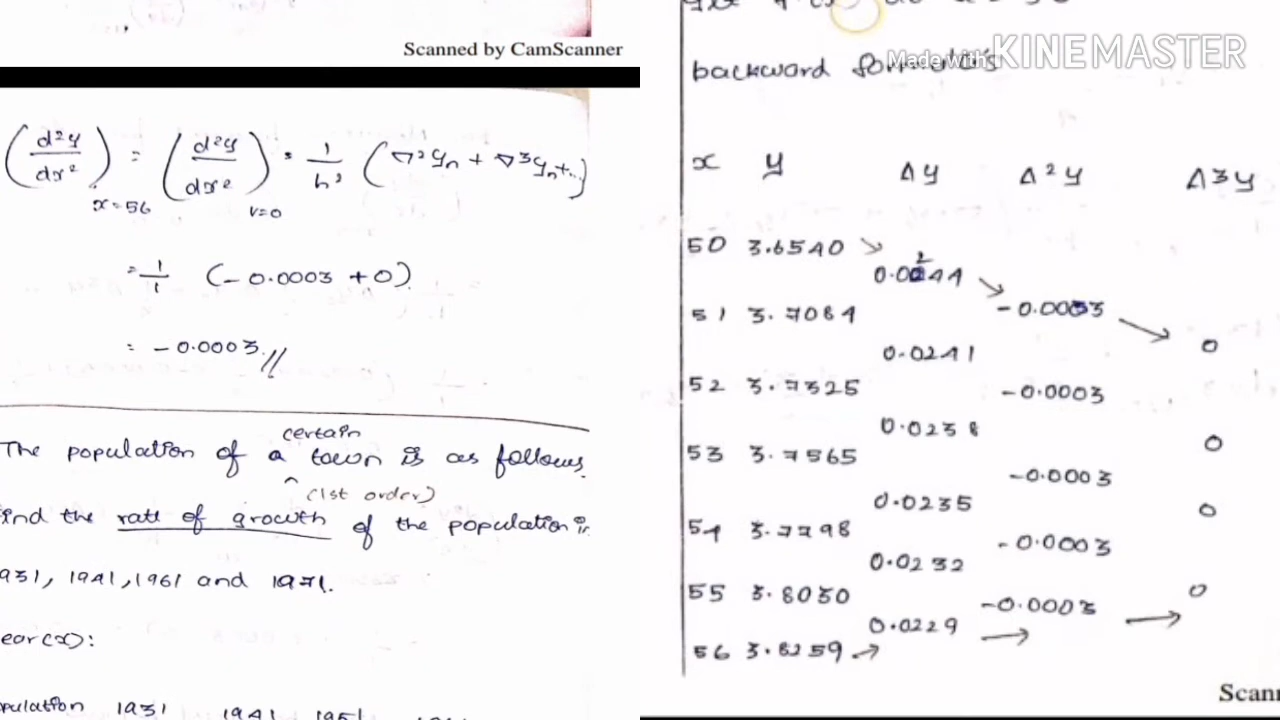 Scanned by CamScanner
(d²y/dx²)x=56 = (d²y/dx²)v=0 = 1/h² (∇²yn + ∇³yn+...)
= 1/1 (-0.0003 + 0)
= -0.0003 //
The population of a certain town is as follows.
ind the rate of growth (1st order) of the population in
931, 1941, 1961 and 1971.
ear(x):
pulation 1931 1941 1951
Made with KINEMASTER
backward formula's
x y Δy Δ²y Δ3y
50 3.6540
0.0244
51 3.7084 -0.0003
0.0241 0
52 3.7325 -0.0003
0.0238 0
53 3.7565 -0.0003
0.0235 0
54 3.7798 -0.0003
0.0232 0
55 3.8030 -0.0003
0.0229
56 3.8259
Scann